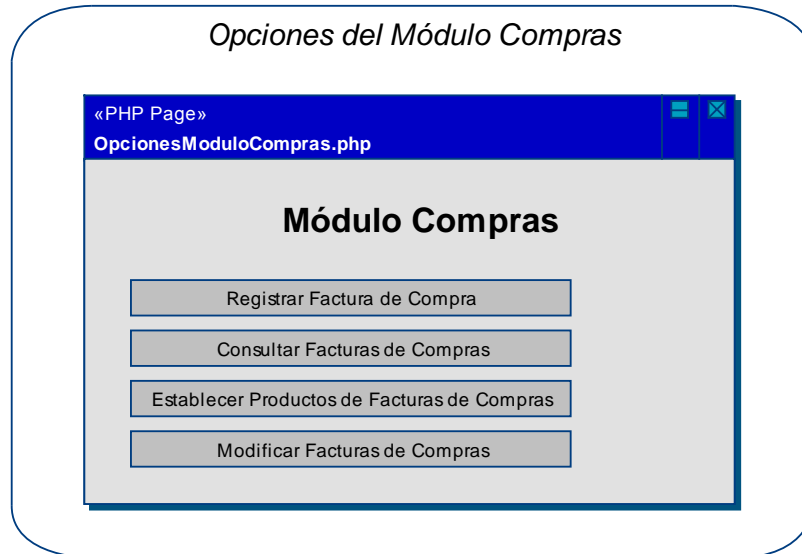 Opciones del Módulo Compras
«PHP Page»
OpcionesModuloCompras.php
Módulo Compras
Registrar Factura de Compra
Consultar Facturas de Compras
Establecer Productos de Facturas de Compras
Modificar Facturas de Compras